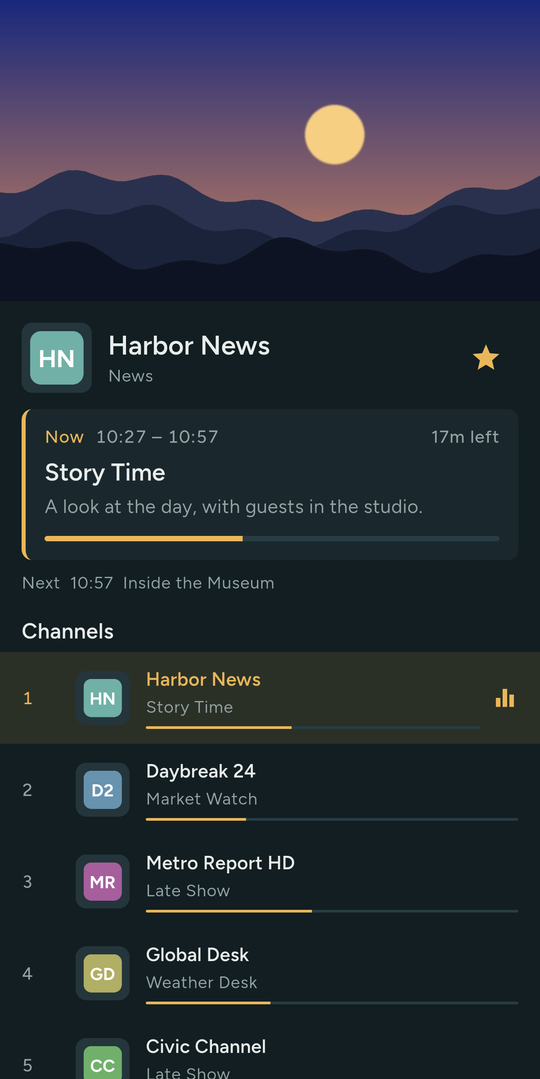 HN
Harbor News
News
Now 10:27 – 10:57 17m left
Story Time
A look at the day, with guests in the studio.
Next 10:57 Inside the Museum
Channels
1 HN Harbor News
Story Time
2 D2 Daybreak 24
Market Watch
3 MR Metro Report HD
Late Show
4 GD Global Desk
Weather Desk
5 CC Civic Channel
Late Show